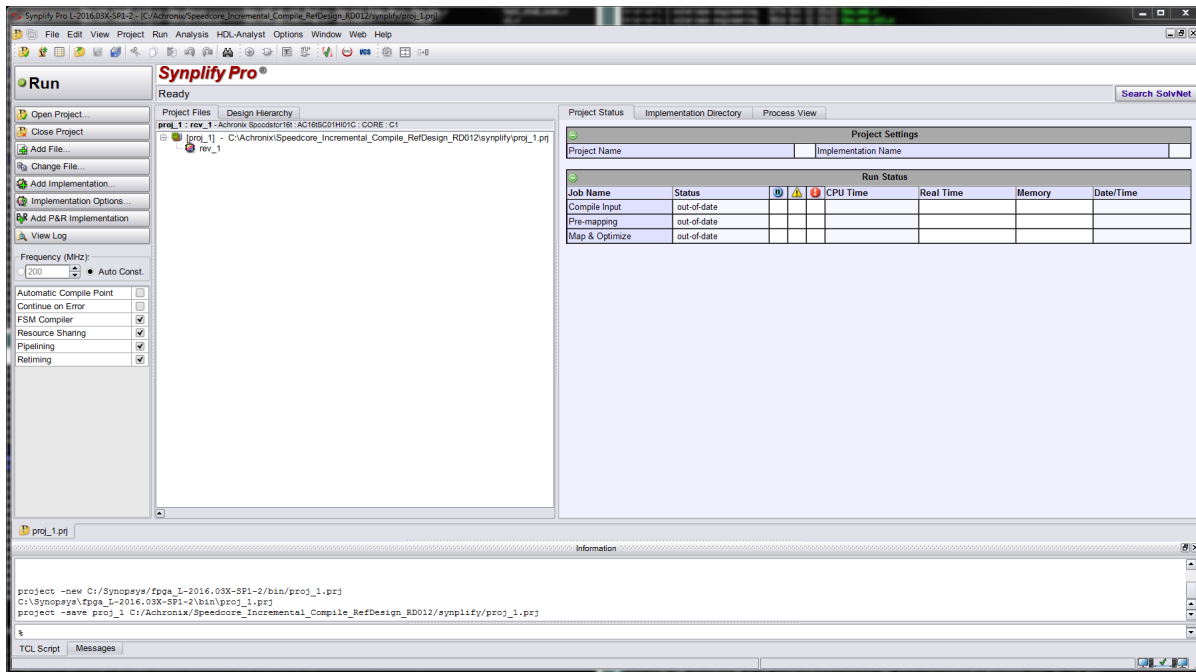 Synplify Pro L-2016.03X-SP1-2 - [C:/Achronix/Speedcore_Incremental_Compile_RefDesign_RD012/synplify/proj_1.prj]
File Edit View Project Run Analysis HDL-Analyst Options Window Web Help
Run
Synplify Pro®
Ready
Search SolvNet
Open Project...
Close Project
Add File...
Change File...
Add Implementation...
Implementation Options...
P&R Add P&R Implementation
View Log
Frequency (MHz):
200 Auto Const.
Automatic Compile Point
Continue on Error
FSM Compiler
Resource Sharing
Pipelining
Retiming
Project Files Design Hierarchy
proj_1 : rev_1 - Achronix Speedster16t : AC16tSC01HI01C : CORE : C1
[proj_1] - C:\Achronix\Speedcore_Incremental_Compile_RefDesign_RD012\synplify\proj_1.prj
rev_1
Project Status Implementation Directory Process View
Project Settings
Project Name Implementation Name
Run Status
Job Name Status CPU Time Real Time Memory Date/Time
Compile Input out-of-date
Pre-mapping out-of-date
Map & Optimize out-of-date
proj_1.prj
Information
project -new C:/Synopsys/fpga_L-2016.03X-SP1-2/bin/proj_1.prj
C:\Synopsys\fpga_L-2016.03X-SP1-2\bin\proj_1.prj
project -save proj_1 C:/Achronix/Speedcore_Incremental_Compile_RefDesign_RD012/synplify/proj_1.prj
%
TCL Script Messages